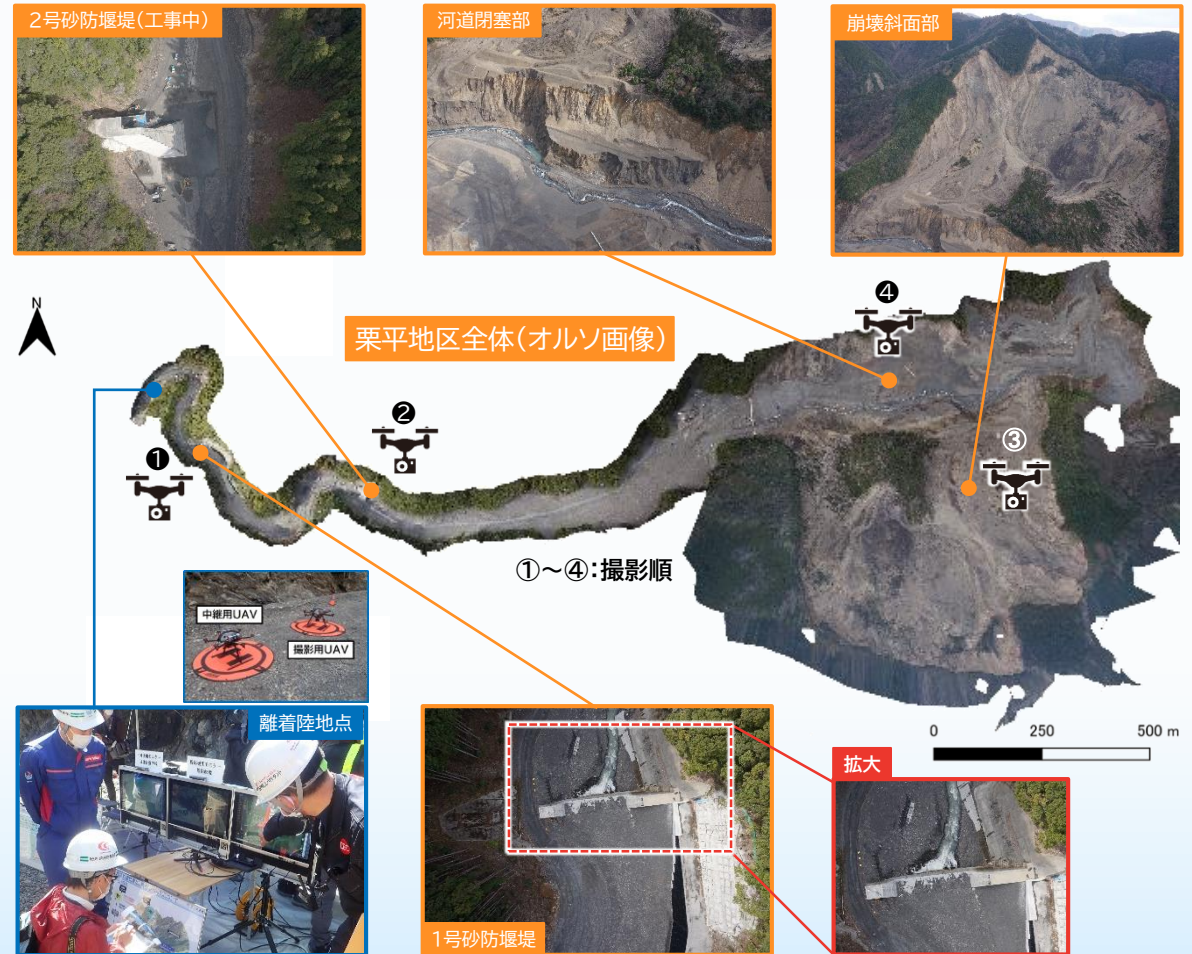 2号砂防堰堤(工事中)
河道閉塞部
崩壊斜面部
N
栗平地区全体(オルソ画像)
❹
❷
❶
③
①～④:撮影順
中継用UAV
撮影用UAV
離着陸地点
0 250 500 m
拡大
1号砂防堰堤